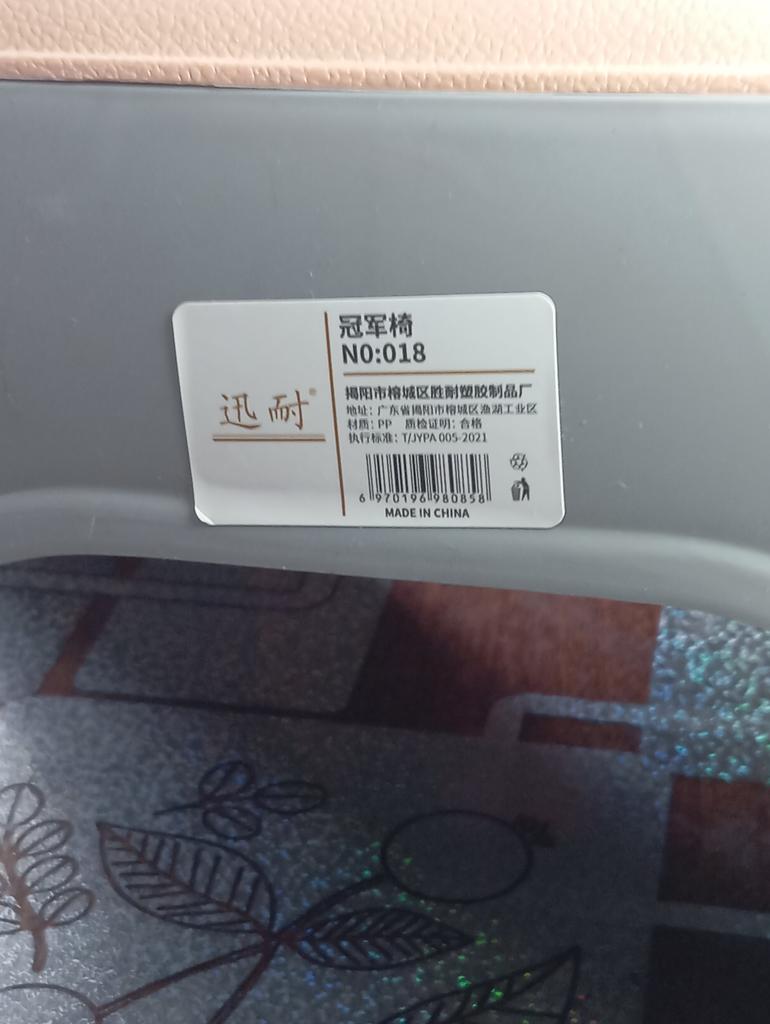 迅耐®
冠军椅
NO:018
揭阳市榕城区胜耐塑胶制品厂
地址：广东省揭阳市榕城区渔湖工业区
材质：PP 质检证明：合格
执行标准：T/JYPA 005-2021
6 970196 980858
MADE IN CHINA